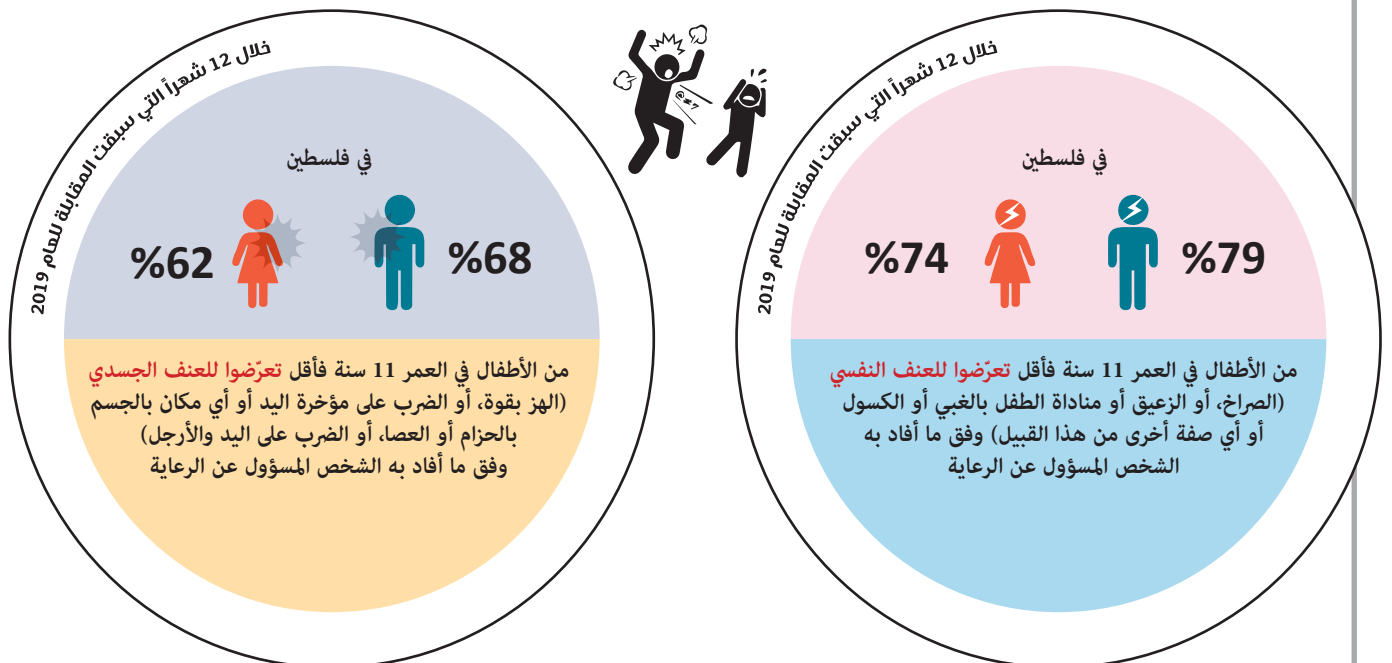 خلال 12 شهراً التي سبقت المقابلة للعام 2019
في فلسطين
%79
%74
من الأطفال في العمر 11 سنة فأقل تعرّضوا للعنف النفسي
(الصراخ، أو الزعيق أو مناداة الطفل بالغبي أو الكسول
أو أي صفة أخرى من هذا القبيل) وفق ما أفاد به
الشخص المسؤول عن الرعاية
@#?
خلال 12 شهراً التي سبقت المقابلة للعام 2019
في فلسطين
%68
%62
من الأطفال في العمر 11 سنة فأقل تعرّضوا للعنف الجسدي
(الهز بقوة، أو الضرب على مؤخرة اليد أو أي مكان بالجسم
بالحزام أو العصا، أو الضرب على اليد والأرجل)
وفق ما أفاد به الشخص المسؤول عن الرعاية